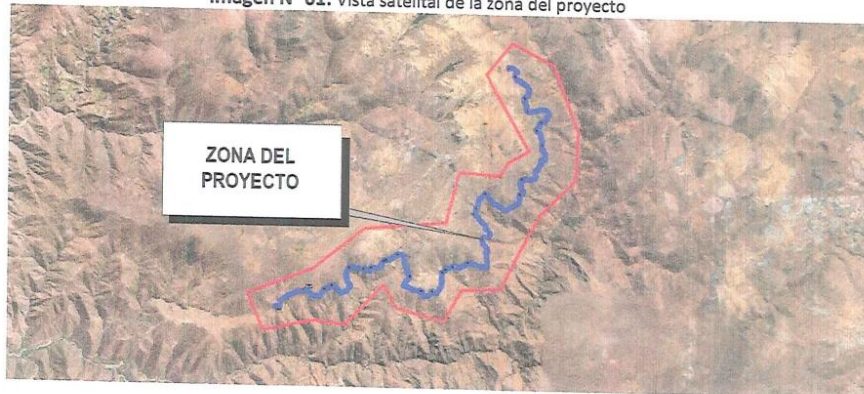 Imagen N° 01: Vista satelital de la zona del proyecto
ZONA DEL
PROYECTO